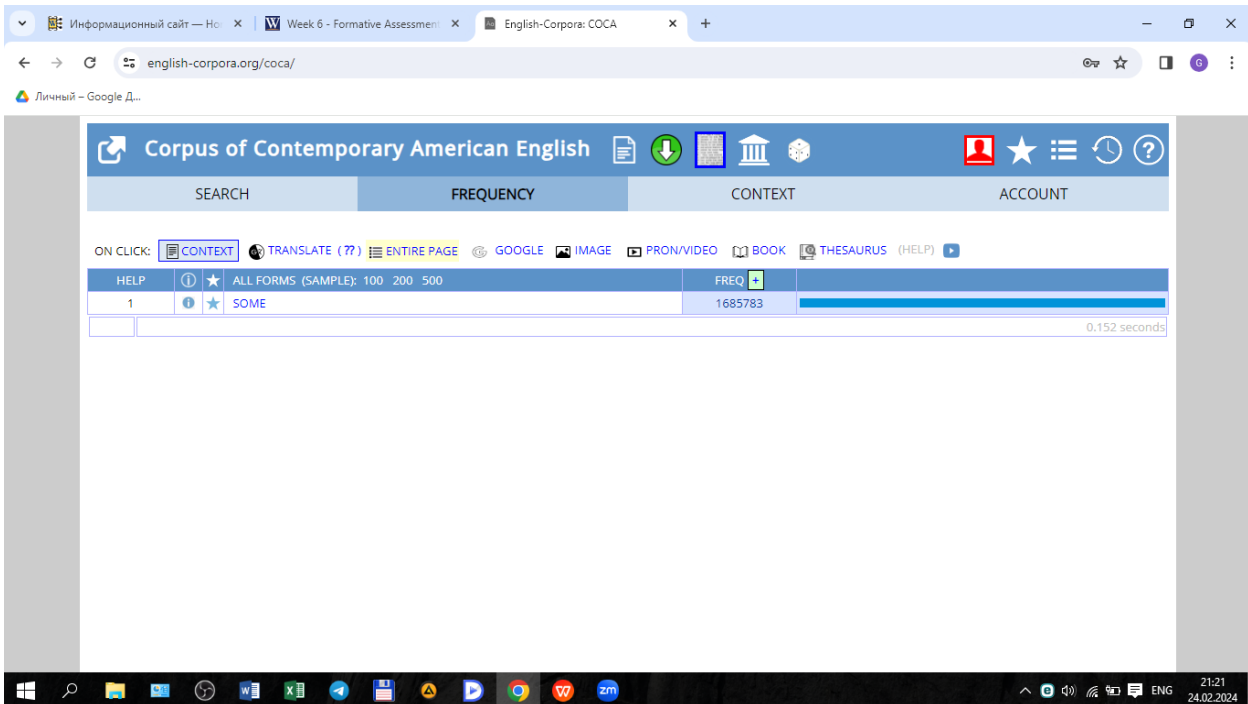 Информационный сайт — Но
Week 6 - Formative Assessment
English-Corpora: COCA
english-corpora.org/coca/
G
Личный – Google Д...
Corpus of Contemporary American English
SEARCH FREQUENCY CONTEXT ACCOUNT
ON CLICK: CONTEXT TRANSLATE (??) ENTIRE PAGE GOOGLE IMAGE PRON/VIDEO BOOK THESAURUS (HELP)
HELP ALL FORMS (SAMPLE): 100 200 500 FREQ +
1 SOME 1685783
0.152 seconds
zm
ENG
21:21
24.02.2024